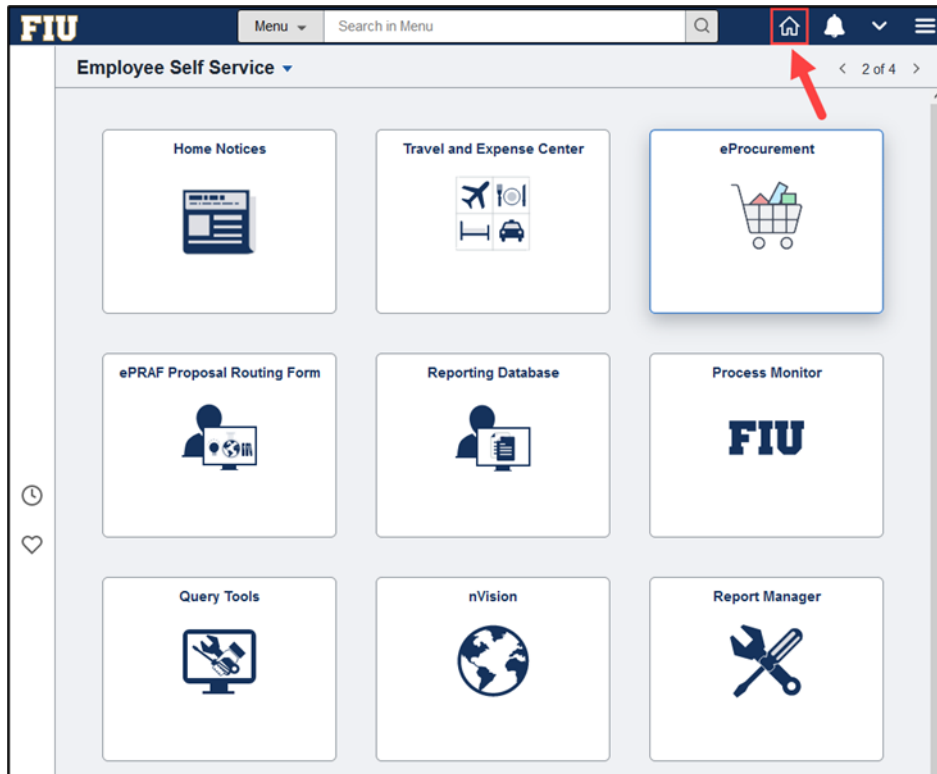 FIU
Menu
Search in Menu
Employee Self Service
2 of 4
Home Notices
Travel and Expense Center
eProcurement
ePRAF Proposal Routing Form
Reporting Database
Process Monitor
FIU
Query Tools
nVision
Report Manager